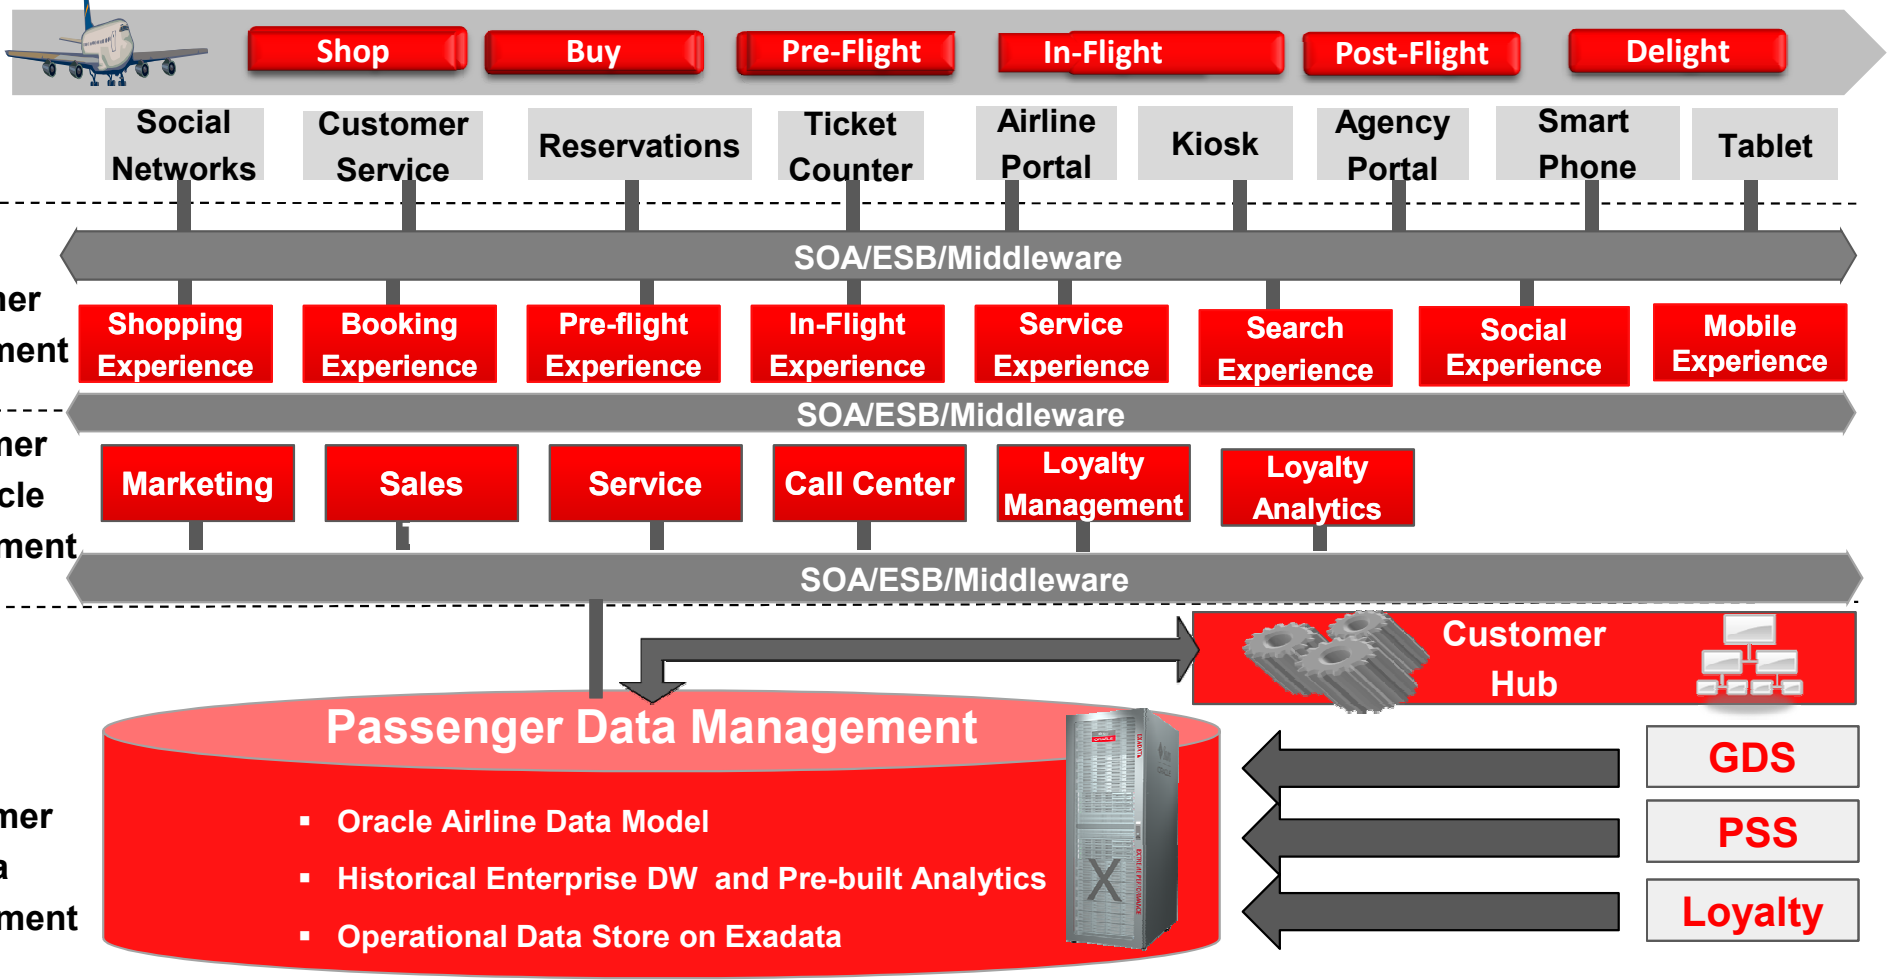 Shop
Buy
Pre-Flight
In-Flight
Post-Flight
Delight
Social
Networks
Customer
Service
Reservations
Ticket
Counter
Airline
Portal
Kiosk
Agency
Portal
Smart
Phone
Tablet
SOA/ESB/Middleware
ner
ment
Shopping
Experience
Booking
Experience
Pre-flight
Experience
In-Flight
Experience
Service
Experience
Search
Experience
Social
Experience
Mobile
Experience
SOA/ESB/Middleware
mer
cle
ment
Marketing
Sales
Service
Call Center
Loyalty
Management
Loyalty
Analytics
SOA/ESB/Middleware
Customer
Hub
Passenger Data Management
mer
a
ment
▪ Oracle Airline Data Model
▪ Historical Enterprise DW and Pre-built Analytics
▪ Operational Data Store on Exadata
X
EXADATA
GDS
PSS
Loyalty